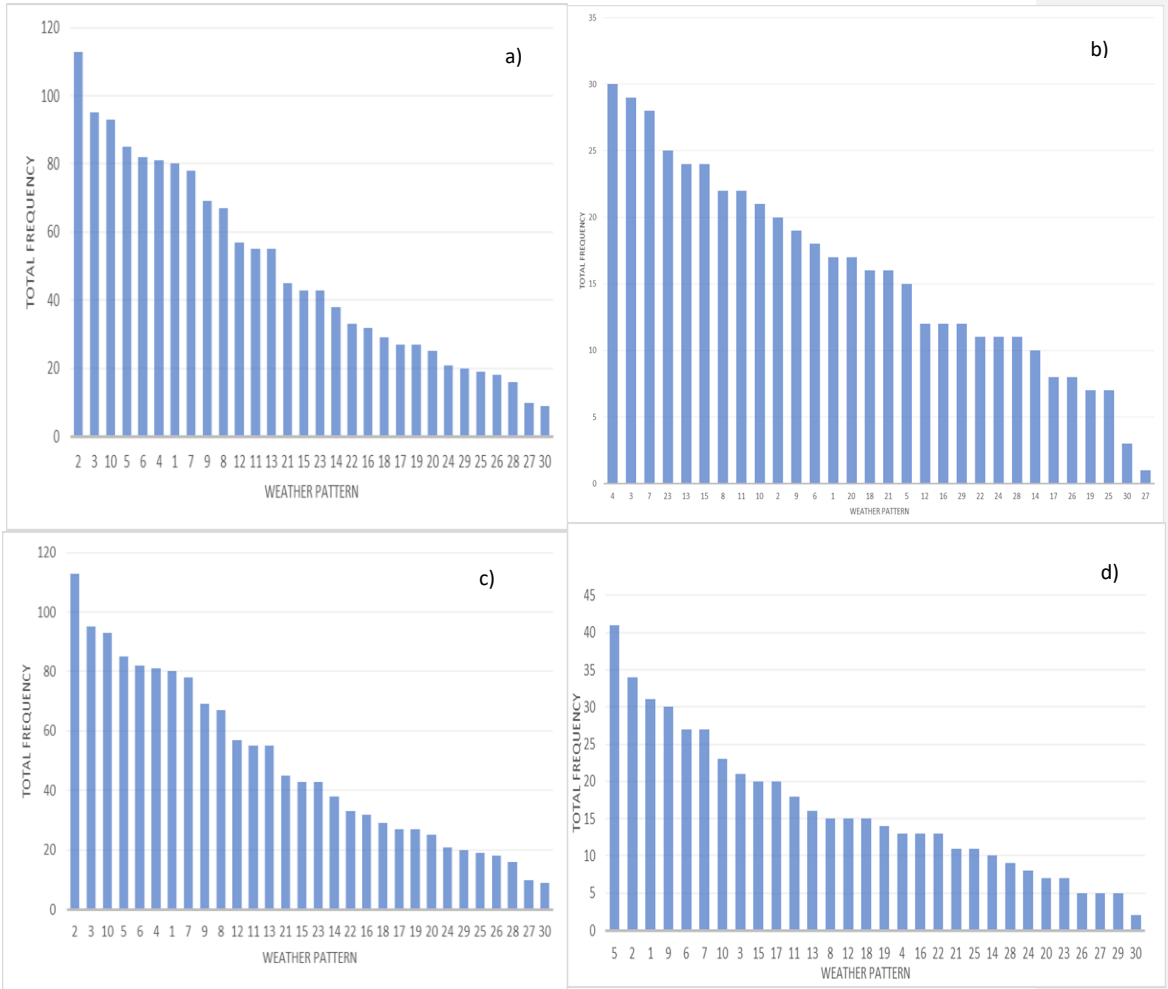 a)
120
100
80
60
40
20
0
TOTAL FREQUENCY
2 3 10 5 6 4 1 7 9 8 12 11 13 21 15 23 14 22 16 18 17 19 20 24 29 25 26 28 27 30
WEATHER PATTERN
b)
35
30
25
20
15
10
5
0
TOTAL FREQUENCY
4 3 7 23 13 15 8 11 10 2 9 6 1 20 18 21 5 12 16 29 22 24 28 14 17 26 19 25 30 27
WEATHER PATTERN
c)
120
100
80
60
40
20
0
TOTAL FREQUENCY
2 3 10 5 6 4 1 7 9 8 12 11 13 21 15 23 14 22 16 18 17 19 20 24 29 25 26 28 27 30
WEATHER PATTERN
d)
45
40
35
30
25
20
15
10
5
0
TOTAL FREQUENCY
5 2 1 9 6 7 10 3 15 17 11 13 8 12 18 19 4 16 22 21 25 14 28 24 20 23 26 27 29 30
WEATHER PATTERN